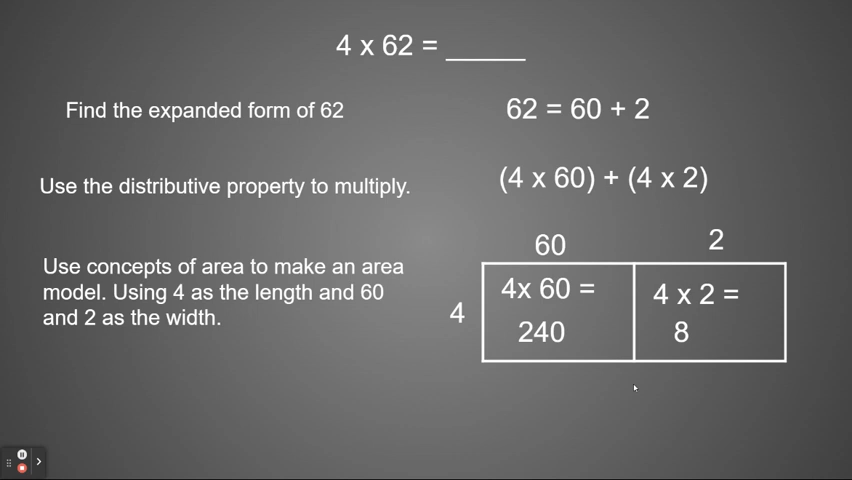 4 x 62 = ______
Find the expanded form of 62
62 = 60 + 2
Use the distributive property to multiply.
(4 x 60) + (4 x 2)
Use concepts of area to make an area
model. Using 4 as the length and 60
and 2 as the width.
60
2
4
4x 60 =
240
4 x 2 =
8